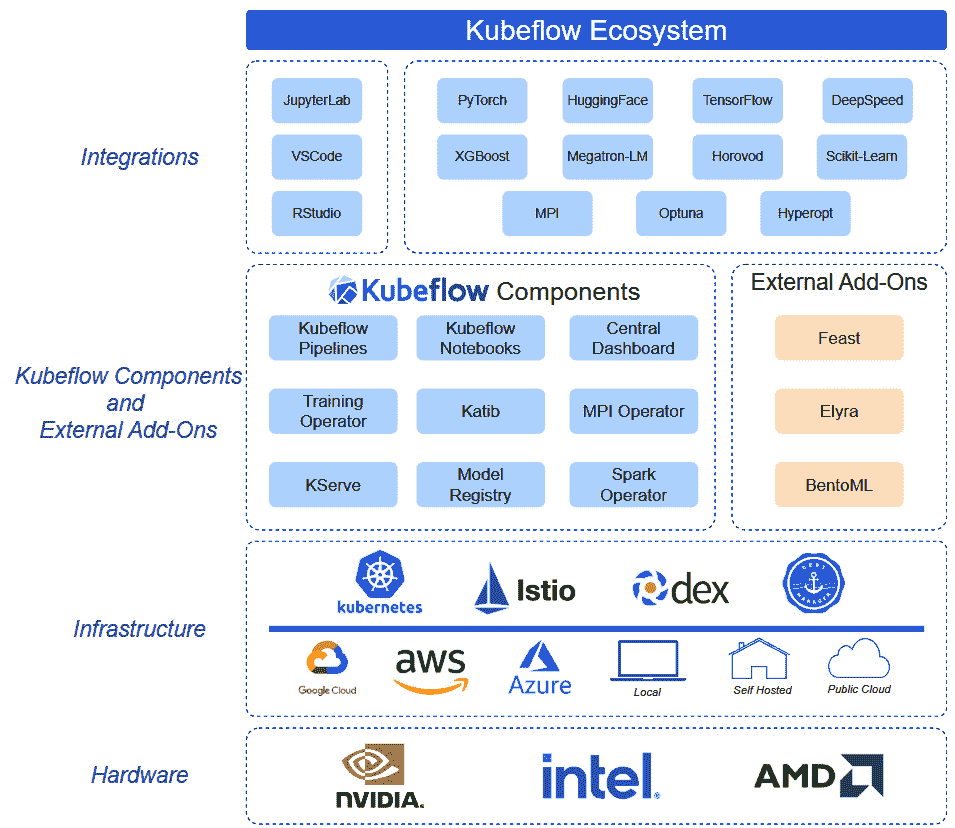 Kubeflow Ecosystem
Integrations
JupyterLab
VSCode
RStudio
PyTorch
HuggingFace
TensorFlow
DeepSpeed
XGBoost
Megatron-LM
Horovod
Scikit-Learn
MPI
Optuna
Hyperopt
Kubeflow Components
and
External Add-Ons
Kubeflow Components
Kubeflow
Pipelines
Kubeflow
Notebooks
Central
Dashboard
Training
Operator
Katib
MPI Operator
KServe
Model
Registry
Spark
Operator
External Add-Ons
Feast
Elyra
BentoML
Infrastructure
kubernetes
Istio
dex
CERT
MANAGER
Google Cloud
aws
Azure
Local
Self Hosted
Public Cloud
Hardware
NVIDIA.
intel.
AMD